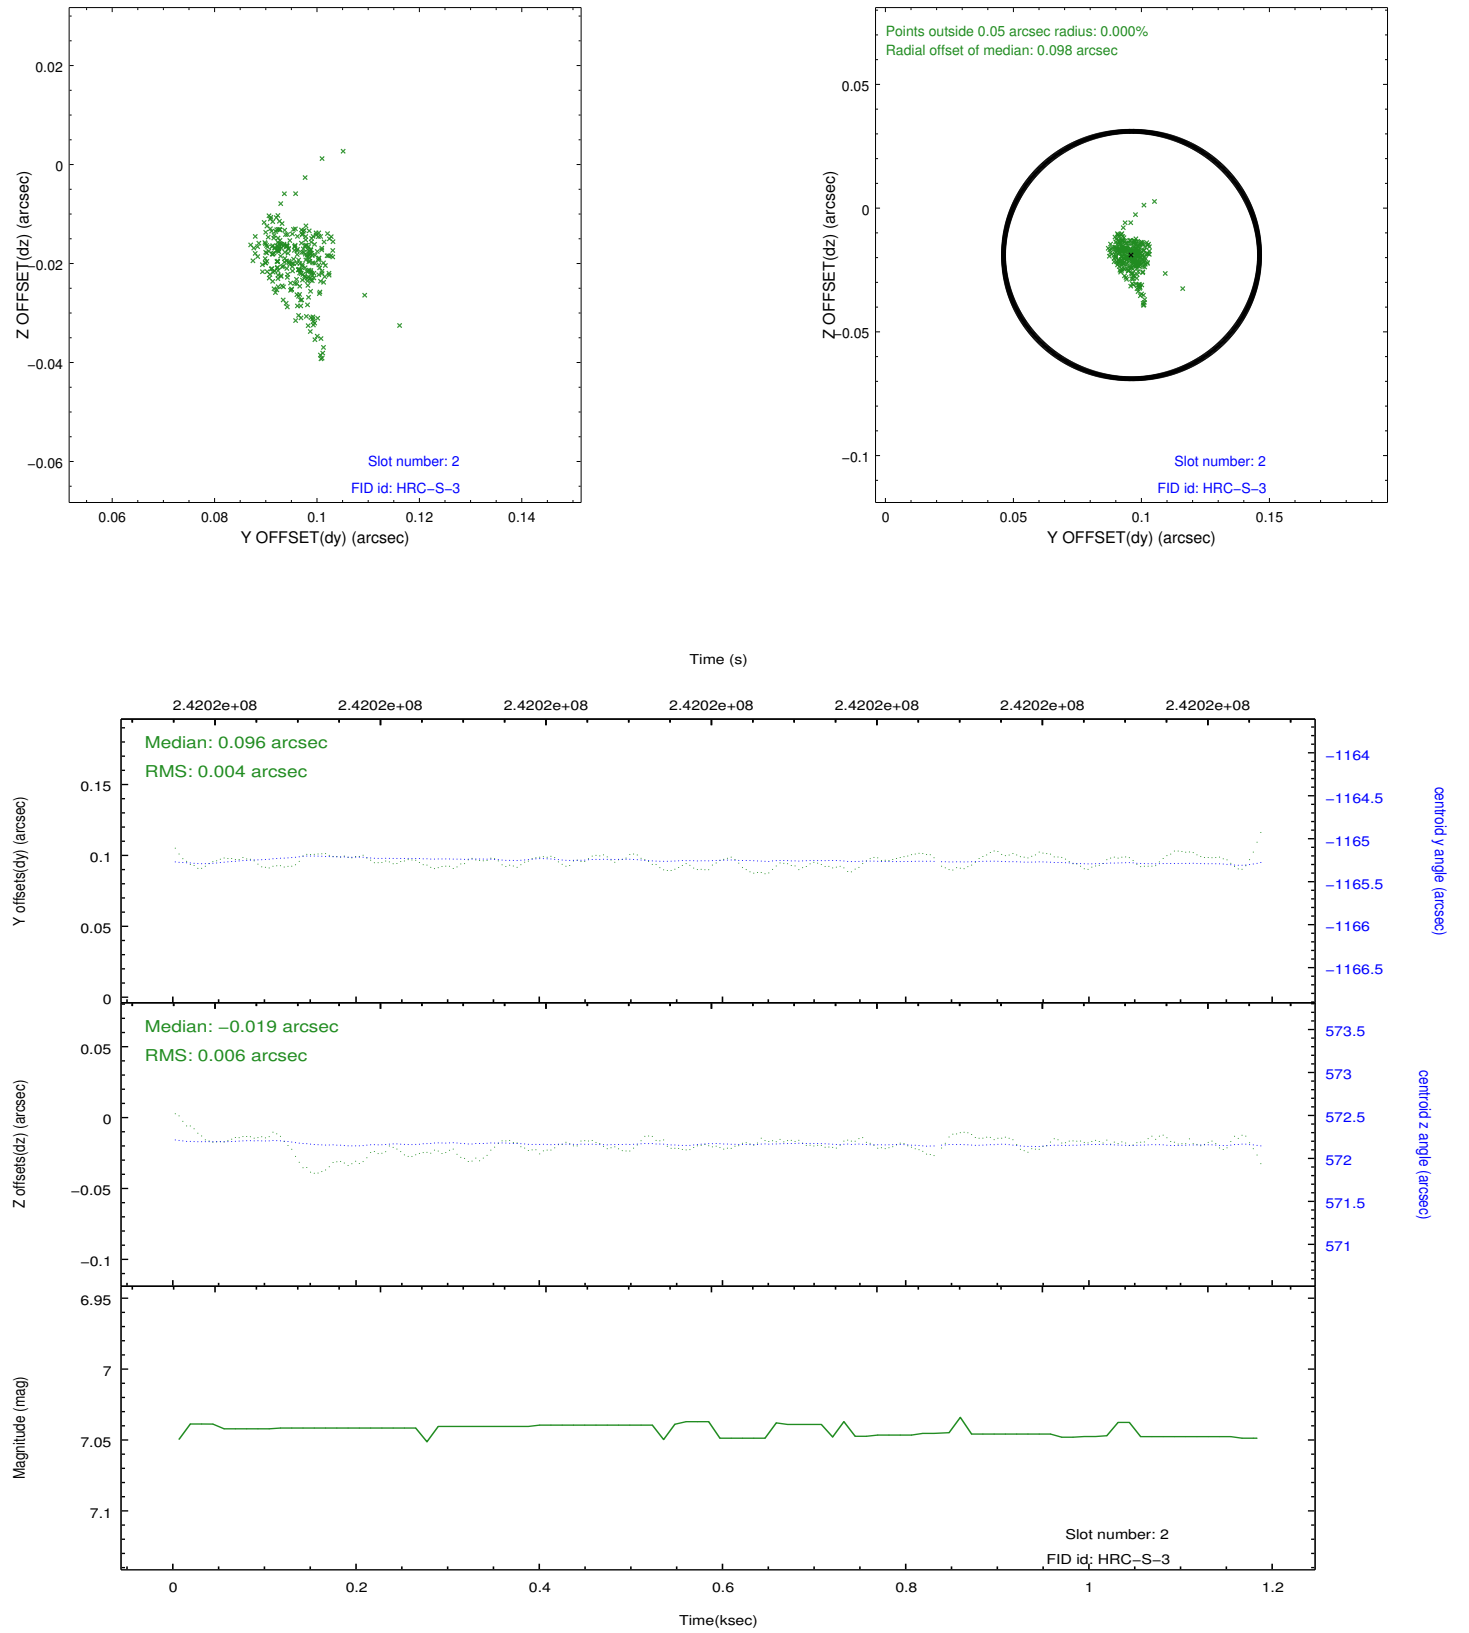 0.02
0
−0.02
−0.04
−0.06
Z OFFSET(dz) (arcsec)
0.06 0.08 0.1 0.12 0.14
Y OFFSET(dy) (arcsec)
Slot number: 2
FID id: HRC−S−3
Points outside 0.05 arcsec radius: 0.000%
Radial offset of median: 0.098 arcsec
0.05
0
−0.05
−0.1
Z OFFSET(dz) (arcsec)
0 0.05 0.1 0.15
Y OFFSET(dy) (arcsec)
Slot number: 2
FID id: HRC−S−3
Time (s)
2.4202e+08 2.4202e+08 2.4202e+08 2.4202e+08 2.4202e+08 2.4202e+08 2.4202e+08
Median: 0.096 arcsec
RMS: 0.004 arcsec
0.15
0.1
0.05
0
Y offsets(dy) (arcsec)
−1164
−1164.5
−1165
−1165.5
−1166
−1166.5
centroid y angle (arcsec)
Median: −0.019 arcsec
RMS: 0.006 arcsec
0.05
0
−0.05
−0.1
Z offsets(dz) (arcsec)
573.5
573
572.5
572
571.5
571
centroid z angle (arcsec)
6.95
7
7.05
7.1
Magnitude (mag)
Slot number: 2
FID id: HRC−S−3
0 0.2 0.4 0.6 0.8 1 1.2
Time(ksec)